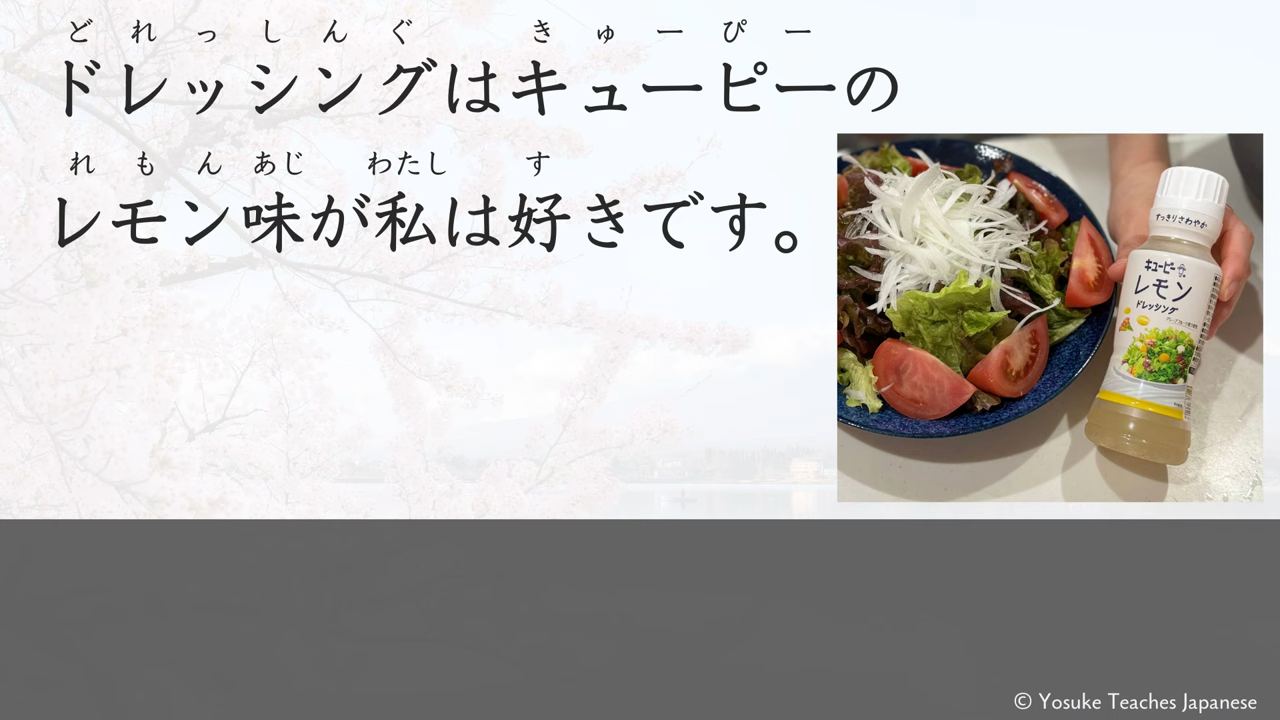 どれっしんぐ きゅーぴー
ドレッシングはキューピーの
れもん あじ わたし す
レモン味が私は好きです。
すっきりさわやか
キユーピー
レモン
ドレッシング
© Yosuke Teaches Japanese